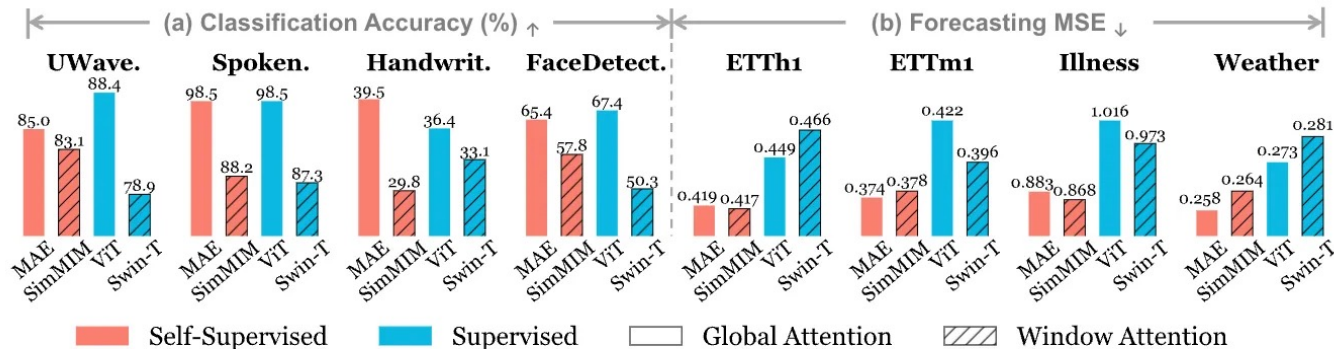 (a) Classification Accuracy (%) ↑ (b) Forecasting MSE ↓
UWave. Spoken. Handwrit. FaceDetect. ETTh1 ETTm1 Illness Weather
85.0 83.1 88.4 78.9 98.5 88.2 98.5 87.3 39.5 29.8 36.4 33.1 65.4 57.8 67.4 50.3 0.419 0.417 0.449 0.466 0.374 0.378 0.422 0.396 0.883 0.868 1.016 0.973 0.258 0.264 0.273 0.281
MAE SimMIM ViT Swin-T MAE SimMIM ViT Swin-T MAE SimMIM ViT Swin-T MAE SimMIM ViT Swin-T MAE SimMIM ViT Swin-T MAE SimMIM ViT Swin-T MAE SimMIM ViT Swin-T MAE SimMIM ViT Swin-T
Self-Supervised Supervised Global Attention Window Attention